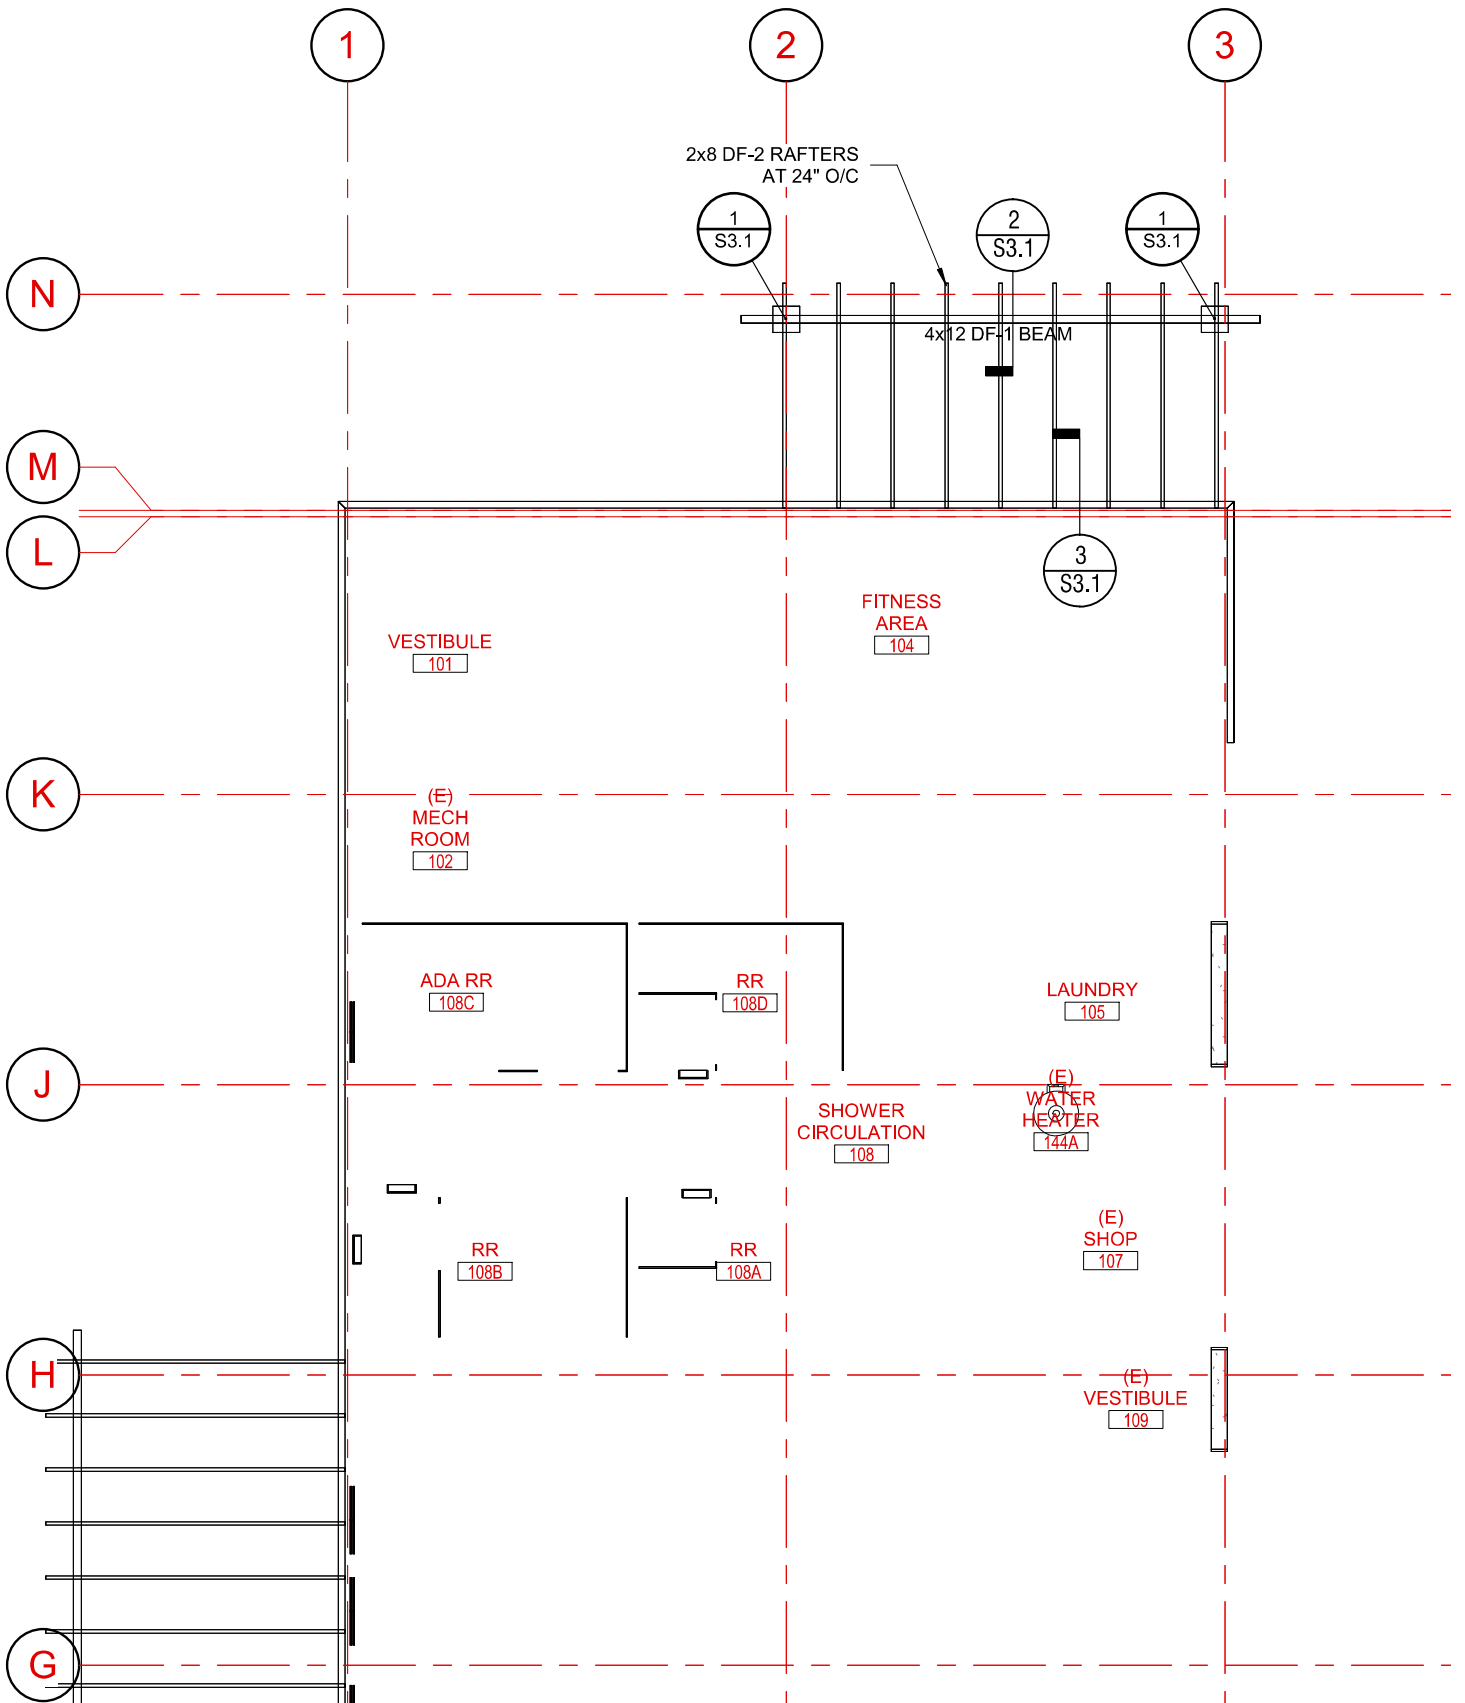 1
2
3
2x8 DF-2 RAFTERS
AT 24" O/C
1
S3.1
2
S3.1
1
S3.1
N
4x12 DF-1 BEAM
M
L
3
S3.1
FITNESS
AREA
104
VESTIBULE
101
K
(E)
MECH
ROOM
102
ADA RR
108C
RR
108D
LAUNDRY
105
J
(E)
WATER
HEATER
144A
SHOWER
CIRCULATION
108
(E)
SHOP
107
RR
108B
RR
108A
H
(E)
VESTIBULE
109
G